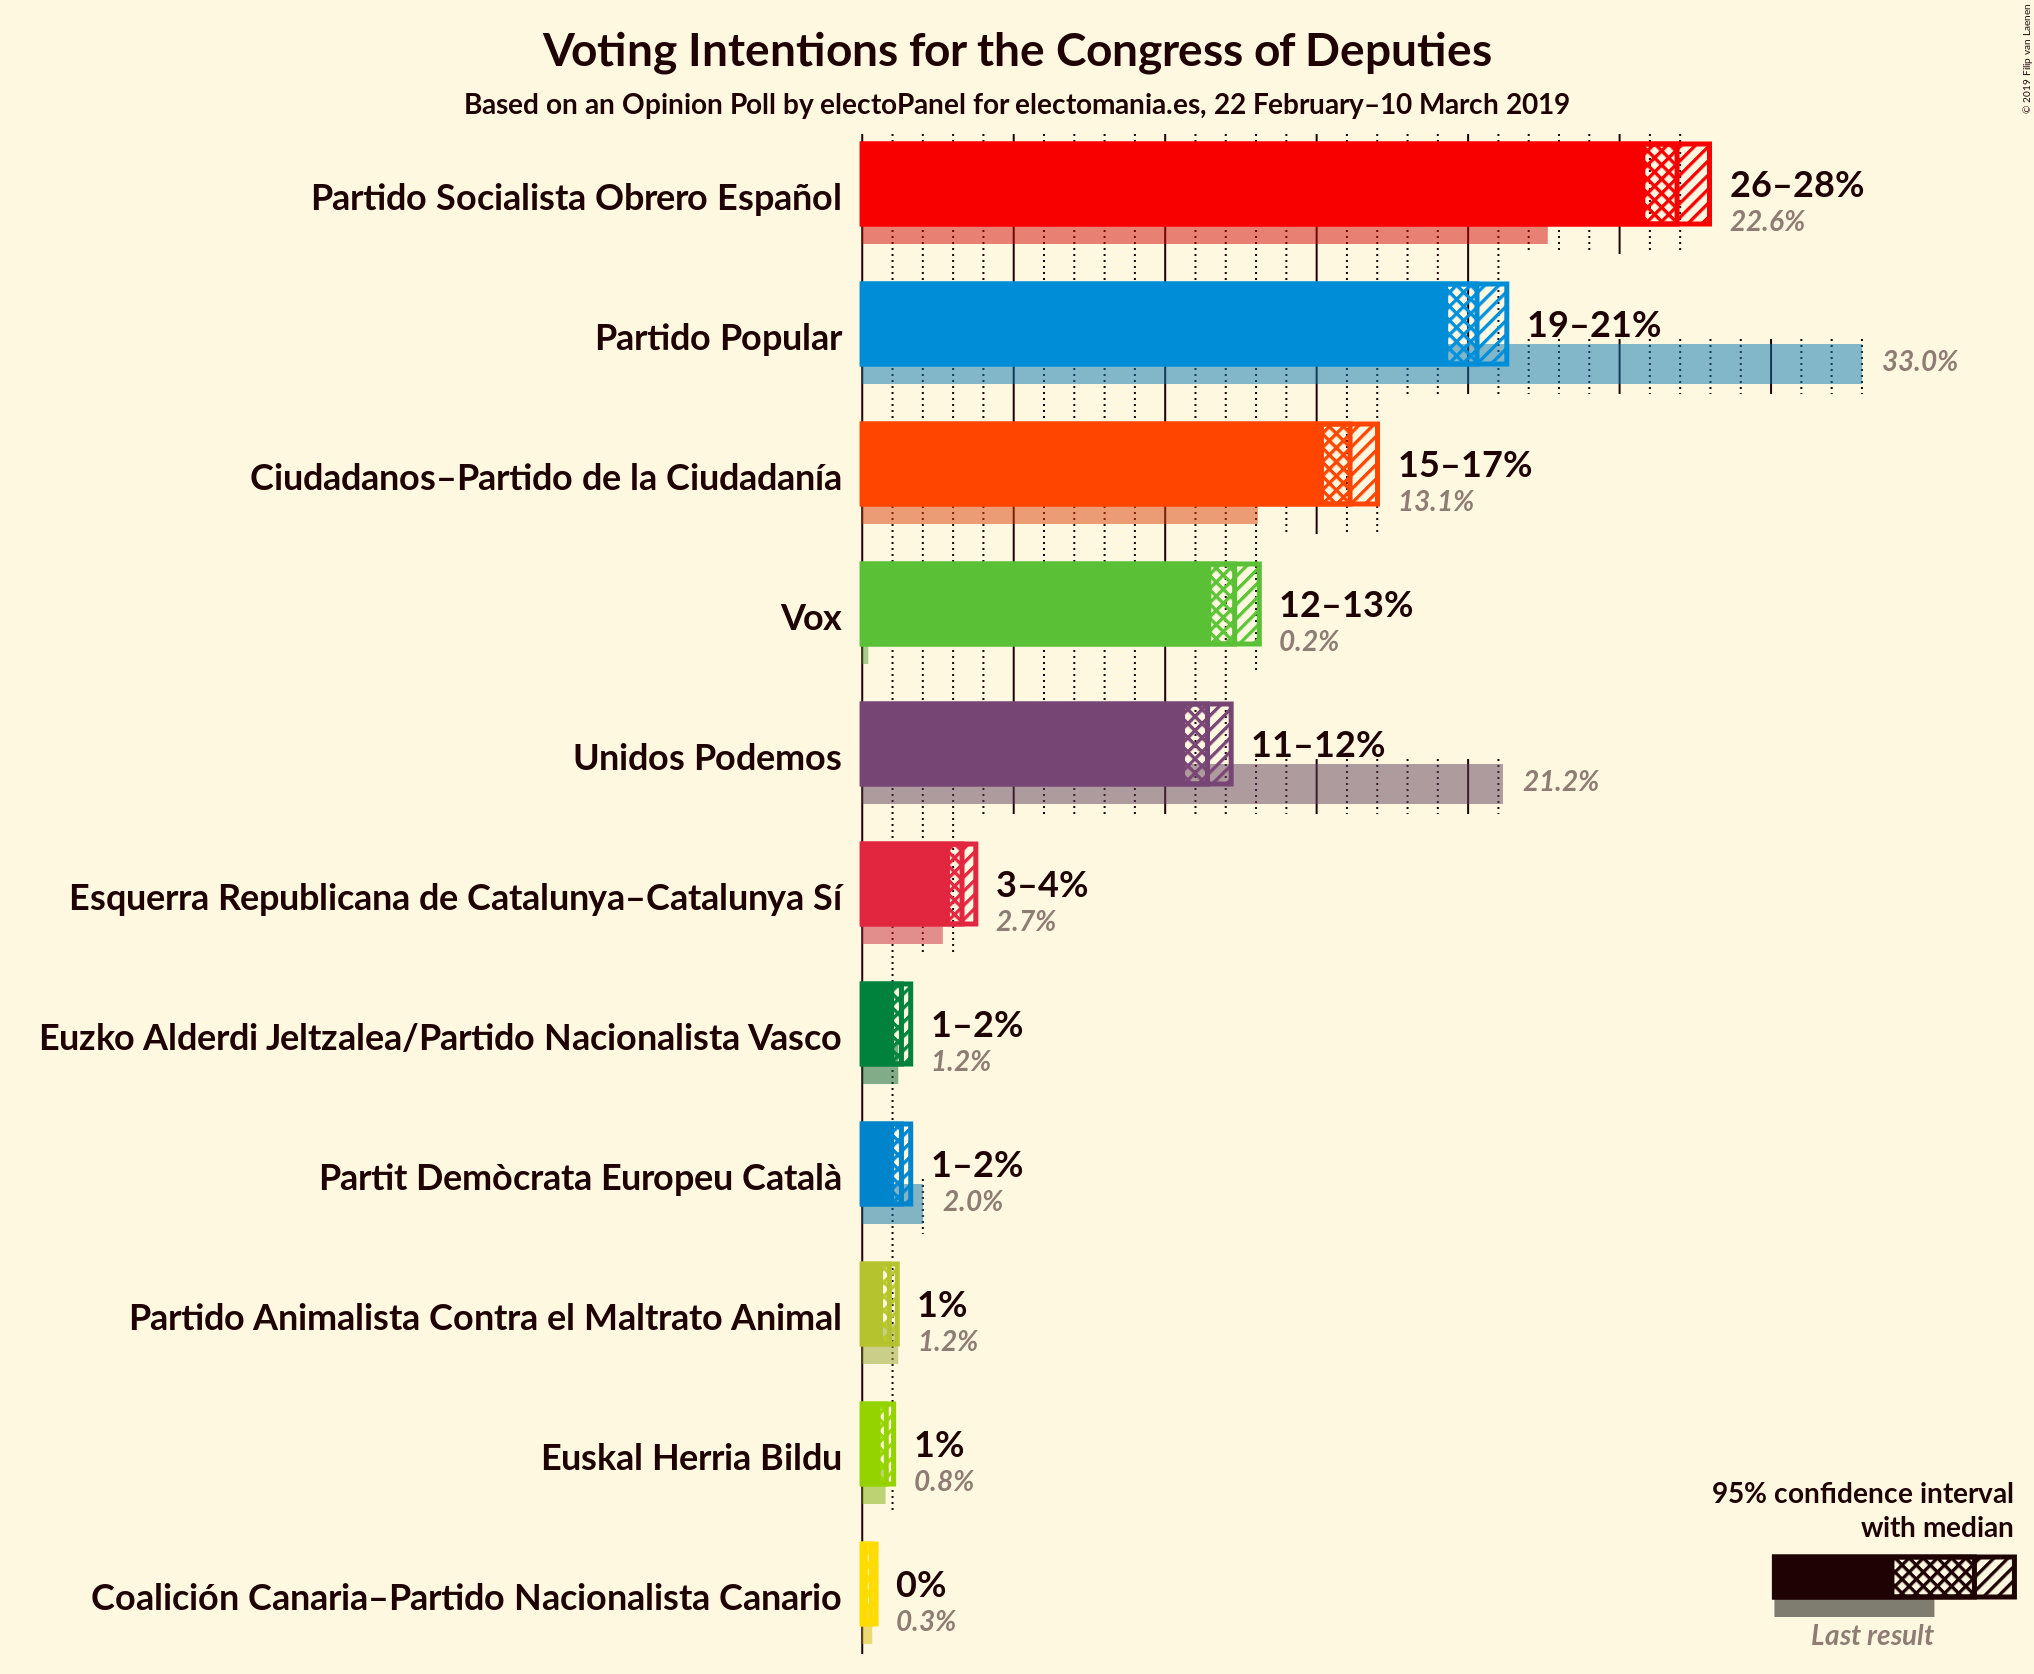 Voting Intentions for the Congress of Deputies
Based on an Opinion Poll by electoPanel for electomania.es, 22 February–10 March 2019
© 2019 Filip van Laenen
Partido Socialista Obrero Español
26–28%
22.6%
Partido Popular
19–21%
33.0%
Ciudadanos–Partido de la Ciudadanía
15–17%
13.1%
Vox
12–13%
0.2%
Unidos Podemos
11–12%
21.2%
Esquerra Republicana de Catalunya–Catalunya Sí
3–4%
2.7%
Euzko Alderdi Jeltzalea/Partido Nacionalista Vasco
1–2%
1.2%
Partit Demòcrata Europeu Català
1–2%
2.0%
Partido Animalista Contra el Maltrato Animal
1%
1.2%
Euskal Herria Bildu
1%
0.8%
Coalición Canaria–Partido Nacionalista Canario
0%
0.3%
95% confidence interval
with median
Last result